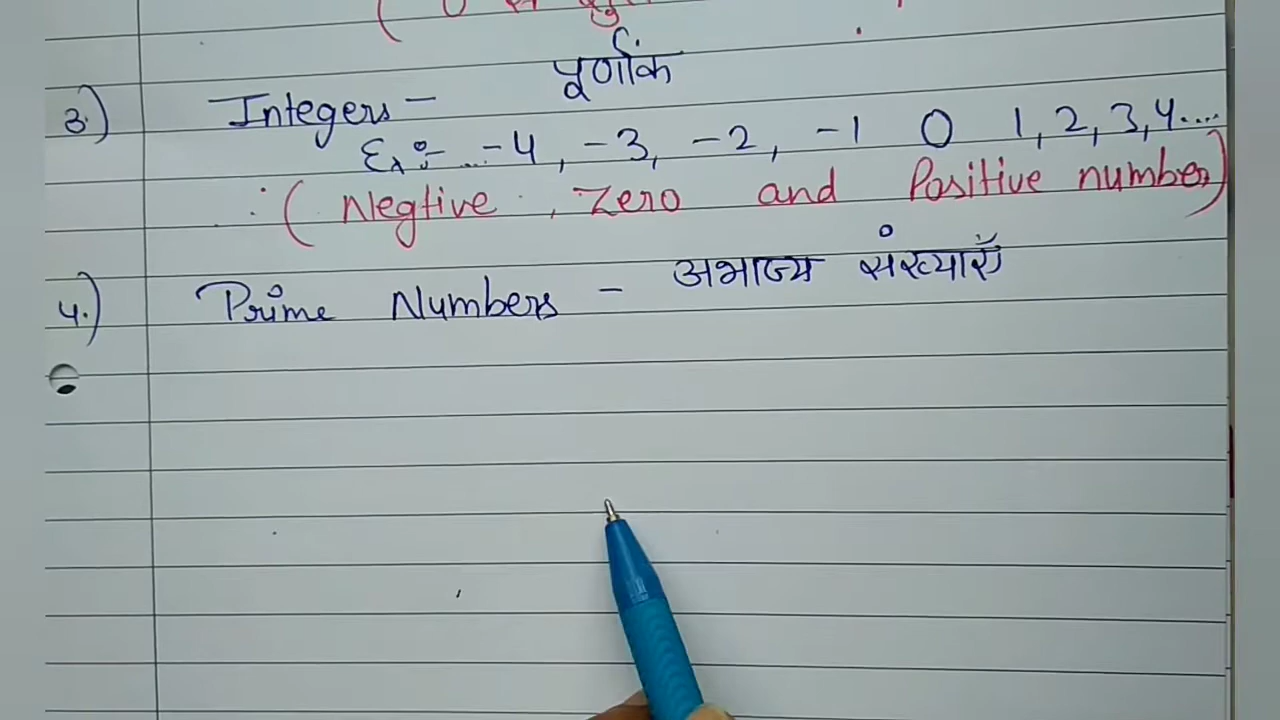 ( 0 से
पूर्णांक
3.) Integers -
Ex:- ... -4, -3, -2, -1 0 1, 2, 3, 4....
( Negtive, Zero and Positive number)
4.) Prime Numbers - अभाज्य संख्याएँ